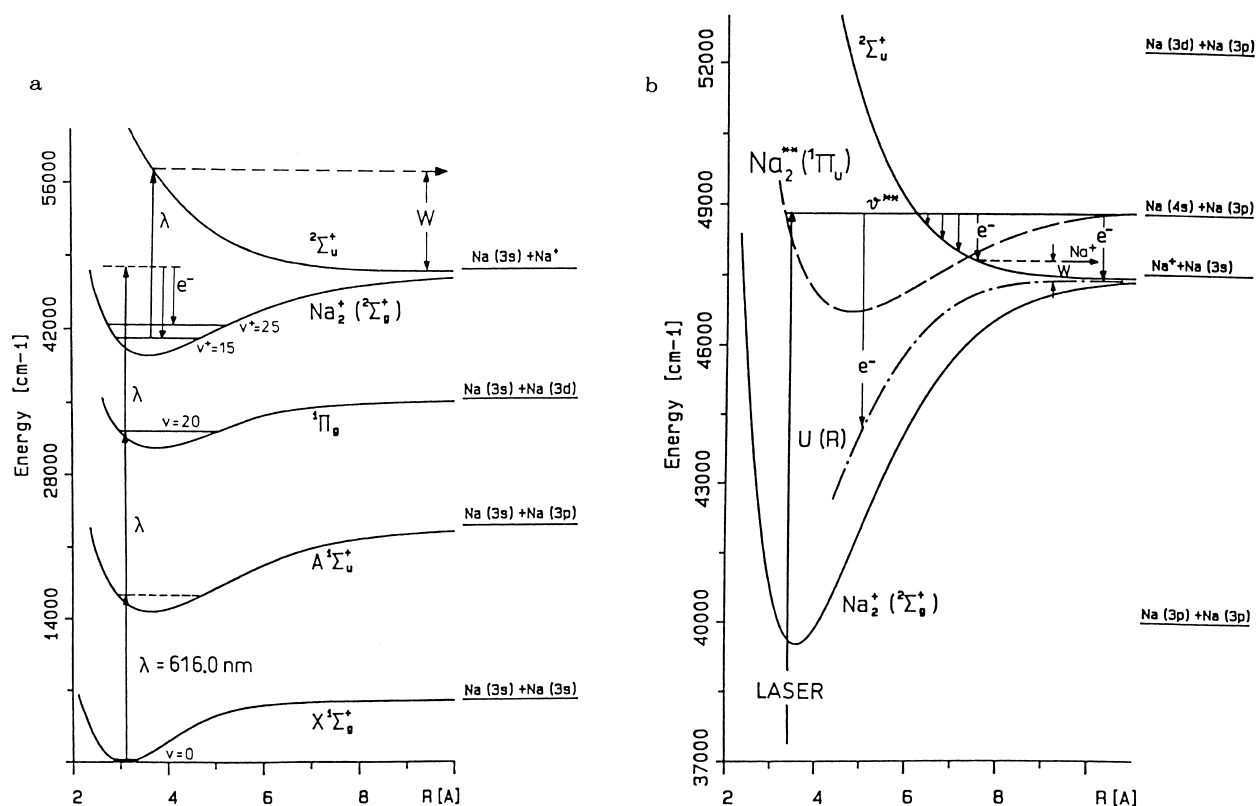 a
Energy [cm-1]
56000
42000
28000
14000
2
4
6
8
R [A]
λ
W
²Σᵤ⁺
Na (3s) +Na⁺
e⁻
Na₂⁺ (²Σg⁺)
v⁺=25
v⁺=15
λ
Na (3s) +Na (3d)
v=20
¹Πg
λ
Na (3s) +Na (3p)
A¹Σᵤ⁺
λ = 616.0 nm
Na (3s) +Na (3s)
X¹Σg⁺
v=0
b
Energy [cm-1]
52000
49000
46000
43000
40000
37000
2
4
6
8
R [A]
²Σᵤ⁺
Na (3d) +Na (3p)
Na₂** (¹Πᵤ)
v**
Na (4s) +Na (3p)
e⁻
e⁻
Na⁺
W
Na⁺+Na (3s)
e⁻
U (R)
Na₂⁺ (²Σg⁺)
Na (3p) +Na (3p)
LASER